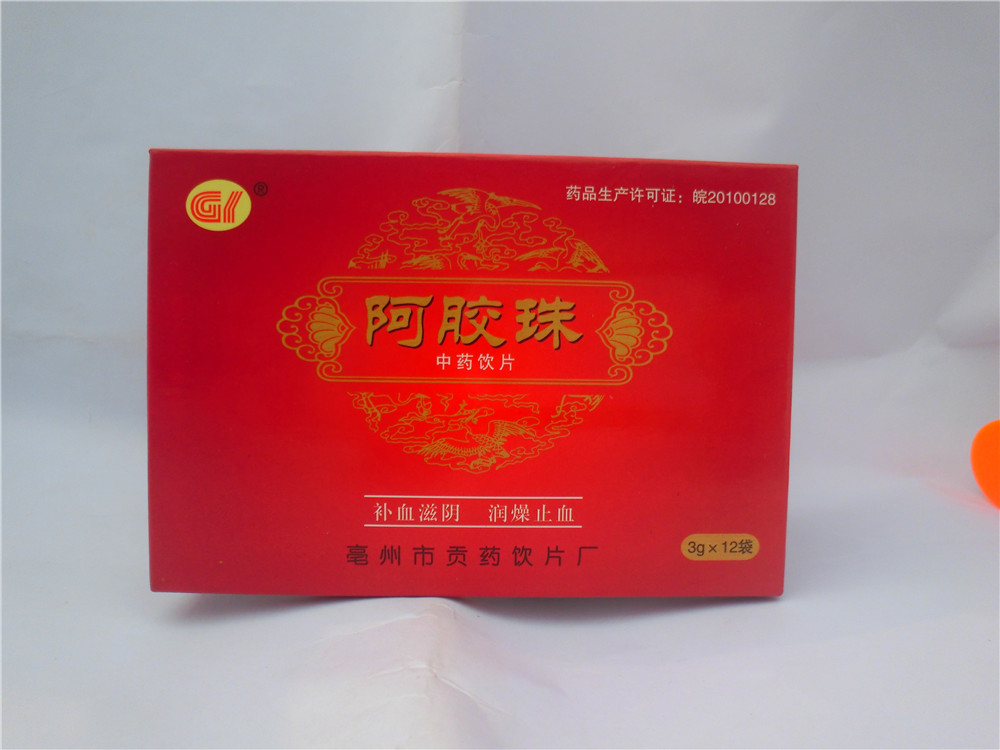 GY®
药品生产许可证：皖20100128
阿胶珠
中药饮片
补血滋阴 润燥止血
亳州市贡药饮片厂
3g×12袋